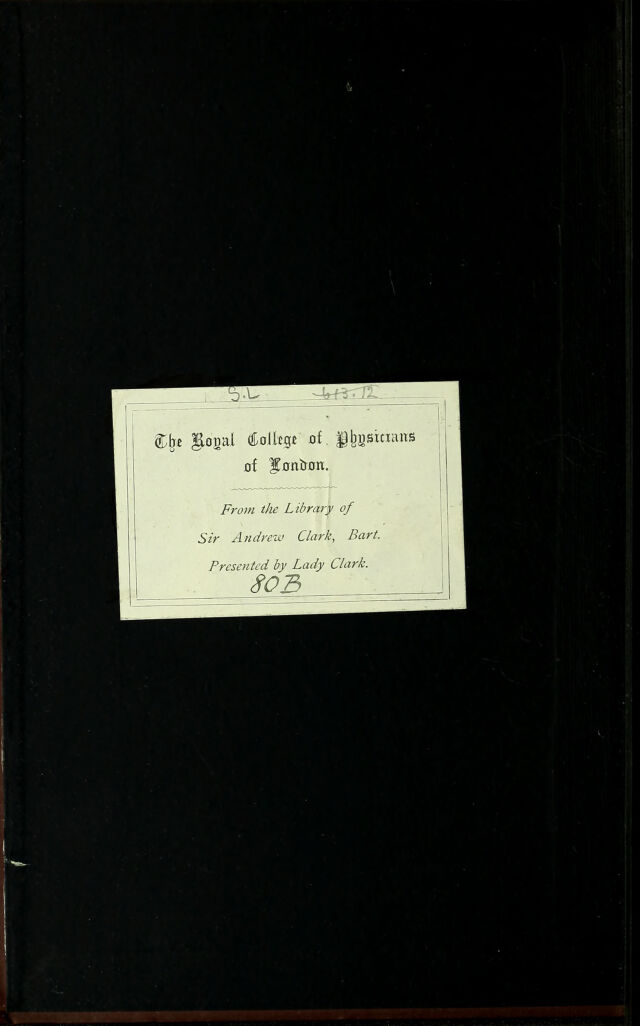 S.L 613.12
The Royal College of Physicians
of London.
From the Library of
Sir Andrew Clark, Bart.
Presented by Lady Clark.
80B